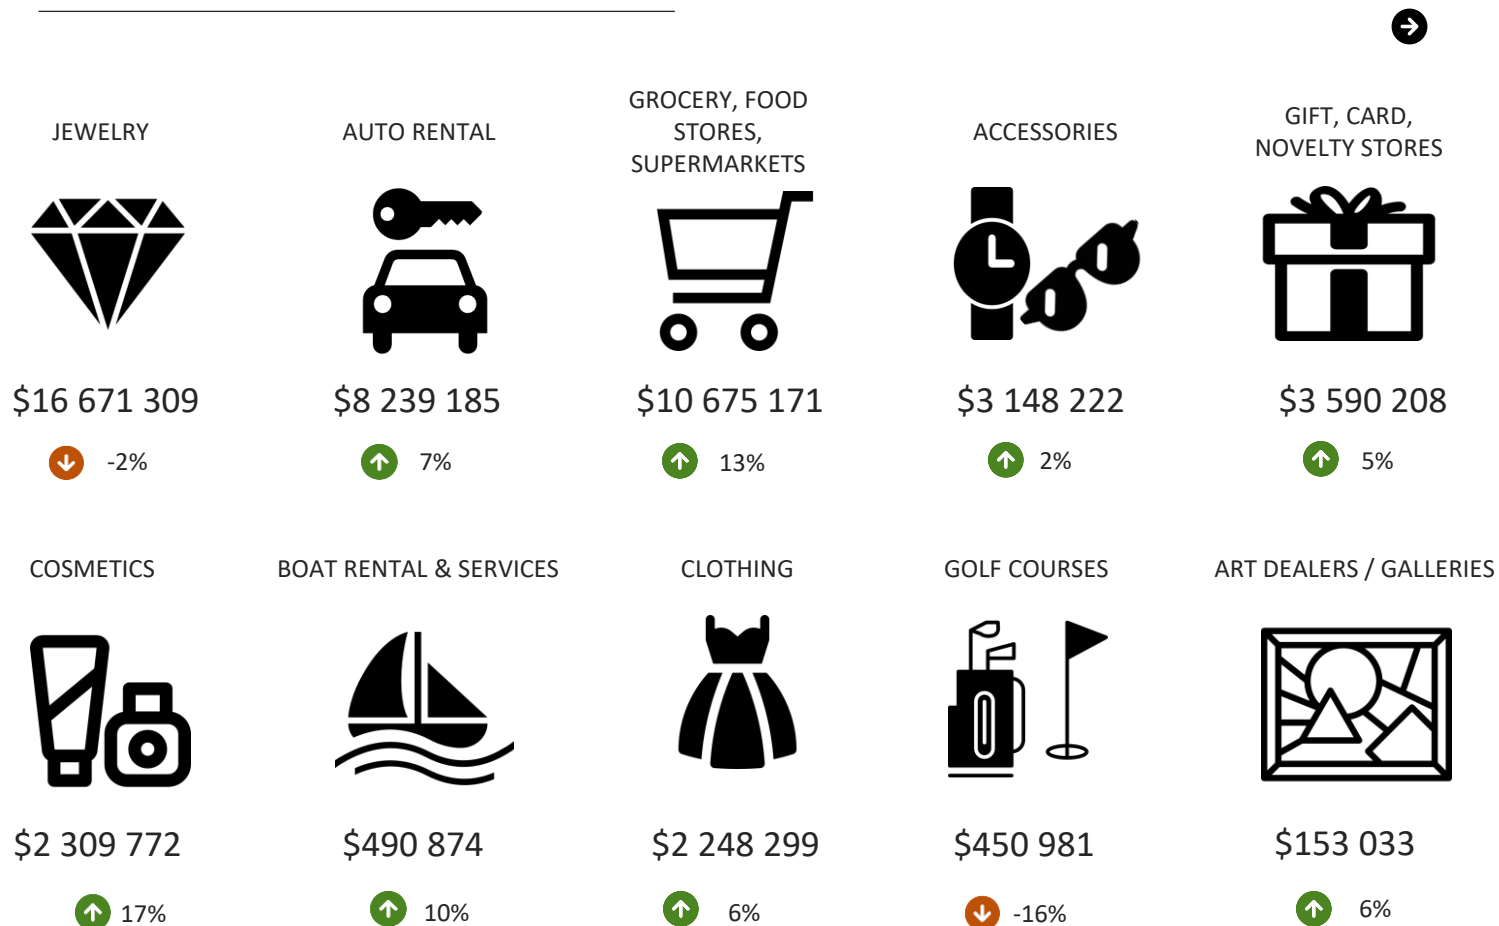 JEWELRY
AUTO RENTAL
GROCERY, FOOD
STORES,
SUPERMARKETS
ACCESSORIES
GIFT, CARD,
NOVELTY STORES
$16 671 309
$8 239 185
$10 675 171
$3 148 222
$3 590 208
-2%
7%
13%
2%
5%
COSMETICS
BOAT RENTAL & SERVICES
CLOTHING
GOLF COURSES
ART DEALERS / GALLERIES
$2 309 772
$490 874
$2 248 299
$450 981
$153 033
17%
10%
6%
-16%
6%